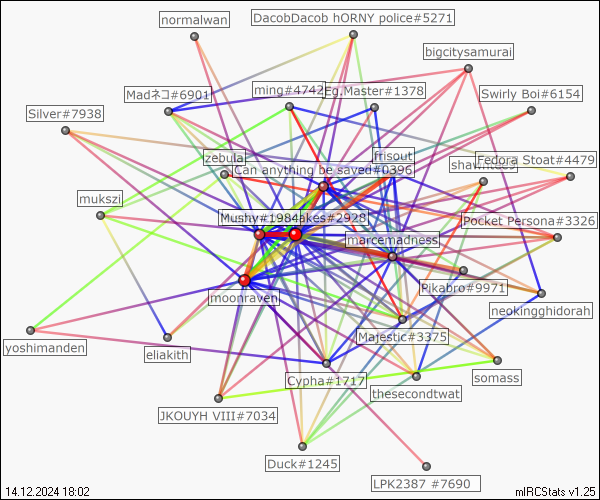 normalwan
DacobDacob hORNY police#5271
bigcitysamurai
Madネコ#6901
ming#4742
Eg.Master#1378
Swirly Boi#6154
Silver#7938
zebula
frisout
Fedora Stoat#4479
Can anything be saved#0396
mukszi
Mushy#1984
akes#2928
Pocket Persona#3326
marcemadness
moonraven
Pikabro#9971
neokingghidorah
yoshimanden
eliakith
Majestic#3375
Cypha#1717
somass
thesecondtwat
JKOUYH VIII#7034
Duck#1245
LPK2387 #7690
14.12.2024 18:02
mIRCStats v1.25